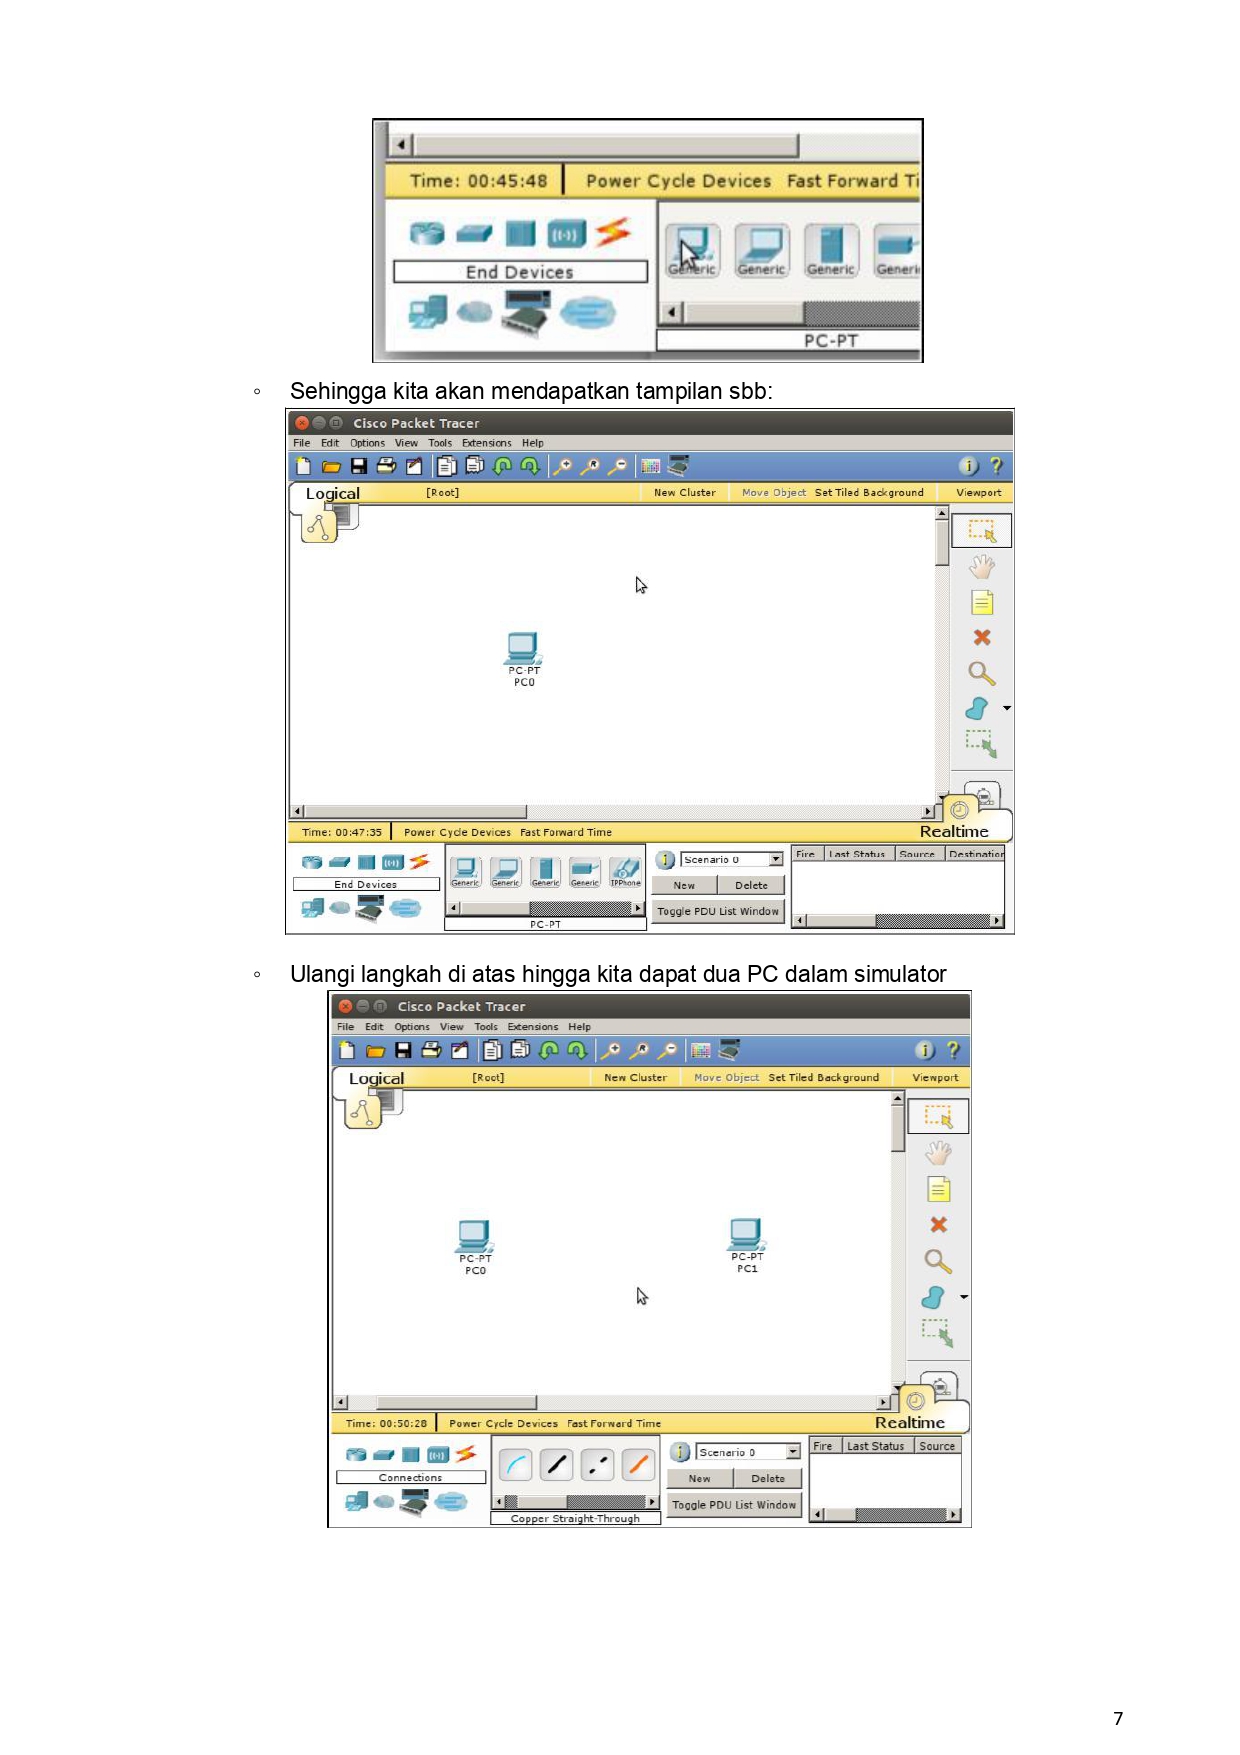 Time: 00:45:48 Power Cycle Devices Fast Forward Ti
Generic Generic Generic Generi
End Devices
PC-PT
◦ Sehingga kita akan mendapatkan tampilan sbb:
Cisco Packet Tracer
File Edit Options View Tools Extensions Help
Logical [Root] New Cluster Move Object Set Tiled Background Viewport
PC-PT
PC0
Realtime
Time: 00:47:35 Power Cycle Devices Fast Forward Time
Scenario 0
Fire Last Status Source Destination
Generic Generic Generic Generic IPPhone
End Devices
New Delete
Toggle PDU List Window
PC-PT
◦ Ulangi langkah di atas hingga kita dapat dua PC dalam simulator
Cisco Packet Tracer
File Edit Options View Tools Extensions Help
Logical [Root] New Cluster Move Object Set Tiled Background Viewport
PC-PT
PC0
PC-PT
PC1
Time: 00:50:28 Power Cycle Devices Fast Forward Time
Realtime
Scenario 0
Fire Last Status Source
Connections
New Delete
Toggle PDU List Window
Copper Straight-Through
7